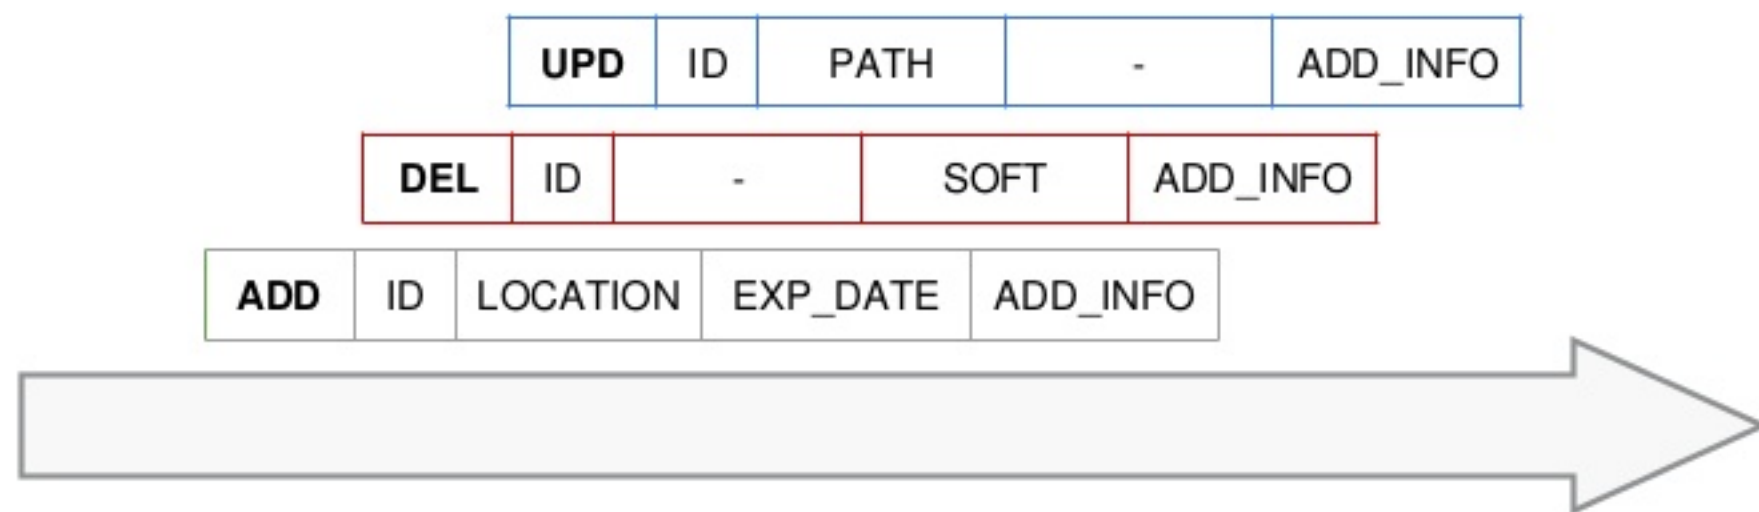 UPD ID PATH - ADD_INFO
DEL ID - SOFT ADD_INFO
ADD ID LOCATION EXP_DATE ADD_INFO